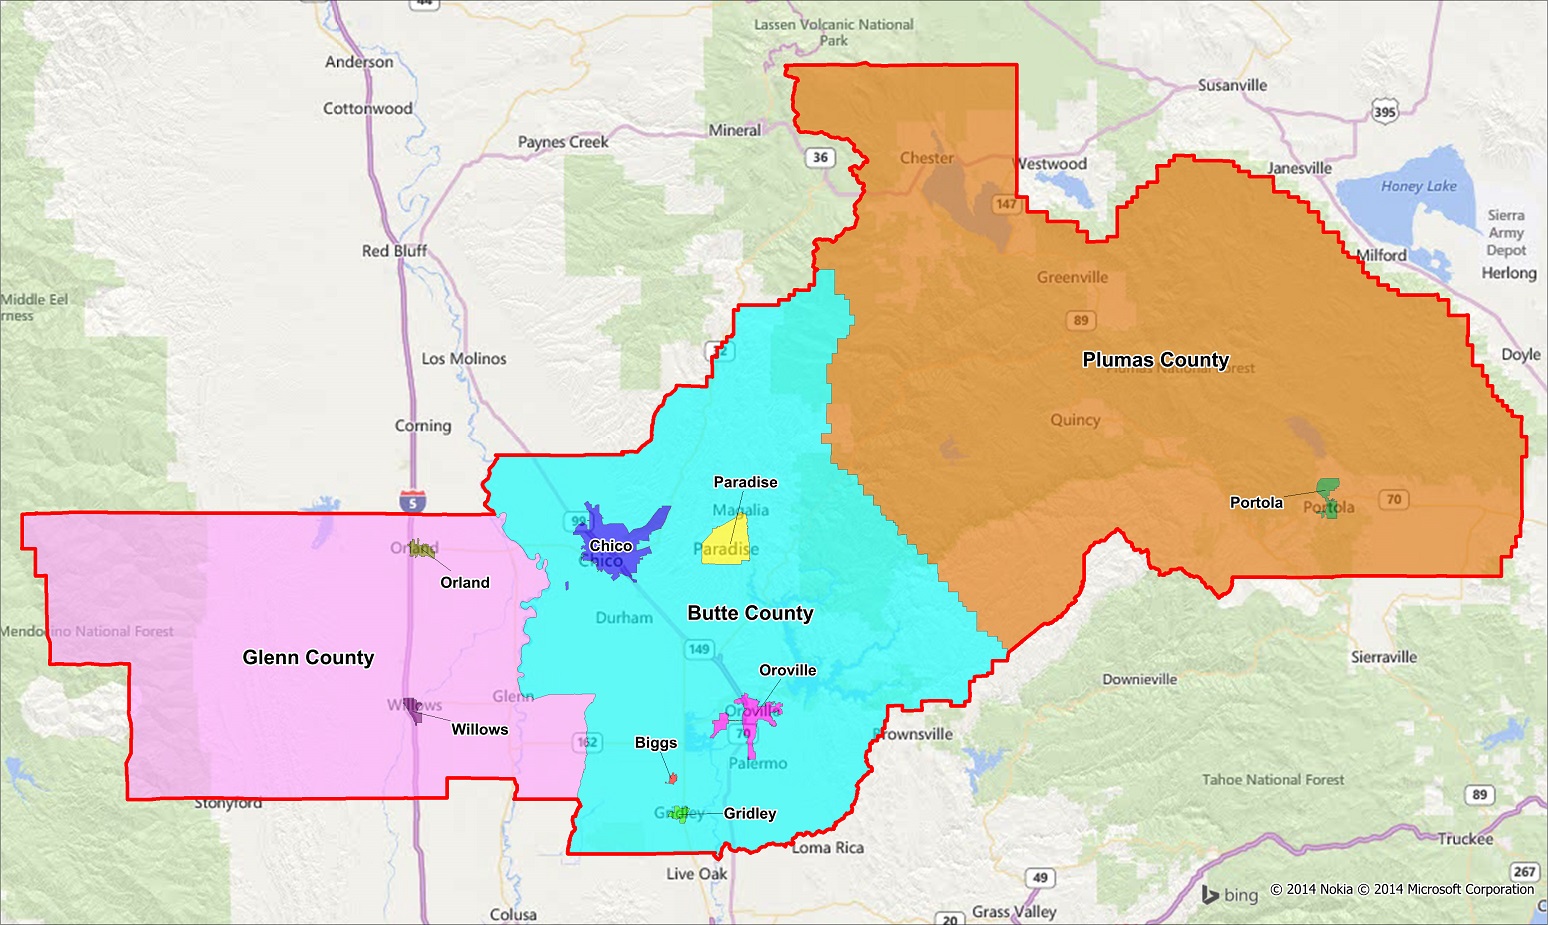 44
Lassen Volcanic National
Park
Anderson
Susanville
Cottonwood
395
Mineral
Paynes Creek
36
Chester
Westwood
Janesville
Honey Lake
147
Sierra
Army
Depot
Red Bluff
Milford
Herlong
Greenville
Middle Eel
rness
89
Los Molinos
Doyle
Plumas County
Plumas National Forest
Corning
Quincy
Paradise
5
Portola
70
Portola
Magalia
99
Chico
Chico
Orland
Paradise
Orland
Durham
Butte County
Mendocino National Forest
Glenn County
149
Sierraville
Oroville
Downieville
Glenn
Willows
Oroville
Willows
70
Brownsville
162
Biggs
Palermo
Tahoe National Forest
89
Stonyford
Gridley
Gridley
Truckee
Loma Rica
Live Oak
49
267
bing
© 2014 Nokia © 2014 Microsoft Corporation
Colusa
Grass Valley
20